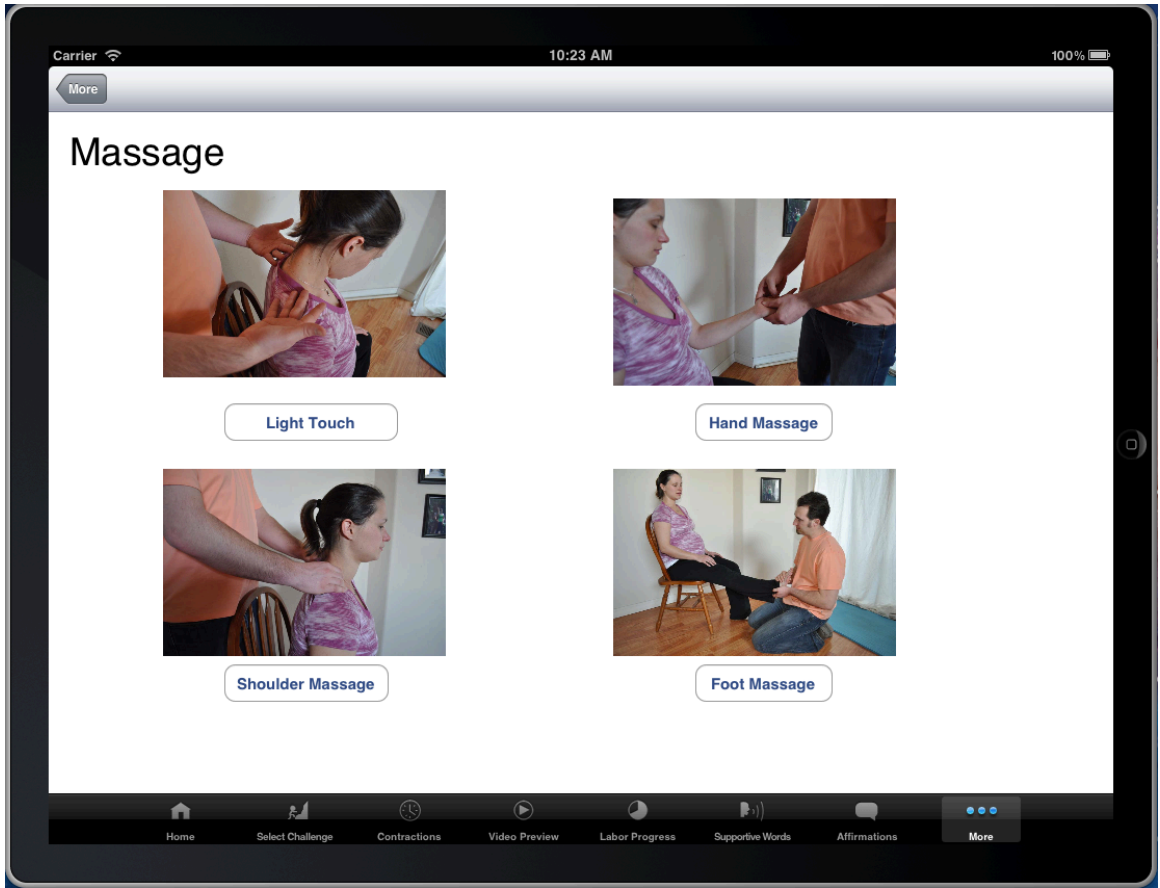 Carrier 10:23 AM 100%
More
Massage
Light Touch Hand Massage
Shoulder Massage Foot Massage
Home Select Challenge Contractions Video Preview Labor Progress Supportive Words Affirmations More